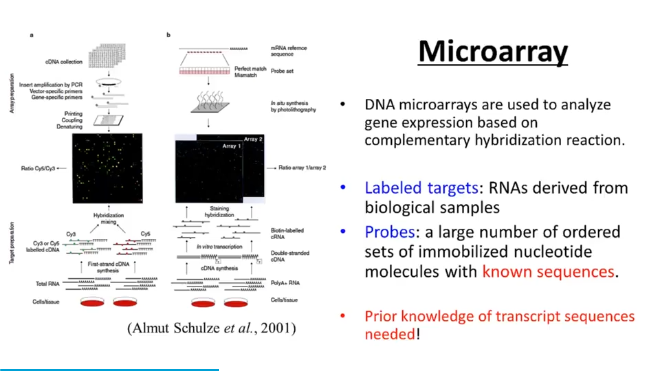 Microarray
a
b
cDNA collection
Insert amplification by PCR
Vector-specific primers
Gene-specific primers
Printing
Coupling
Denaturing
Array preparation
mRNA refernce
sequence
Perfect match
Mismatch
Probe set
In situ synthesis
by photolithography
Array 2
Array 1
Ratio Cy5/Cy3
Ratio array 1/array 2
Target preparation
Hybridization
mixing
Cy3
Cy5
Cy3 or Cy5
labelled cDNA
First-strand cDNA
synthesis
Total RNA
Cells/tissue
Staining
hybridization
Biotin-labelled
cRNA
In vitro transcription
Double-stranded
cDNA
cDNA synthesis
PolyA+ RNA
Cells/tissue
(Almut Schulze et al., 2001)
• DNA microarrays are used to analyze
gene expression based on
complementary hybridization reaction.
• Labeled targets: RNAs derived from
biological samples
• Probes: a large number of ordered
sets of immobilized nucleotide
molecules with known sequences.
• Prior knowledge of transcript sequences
needed!